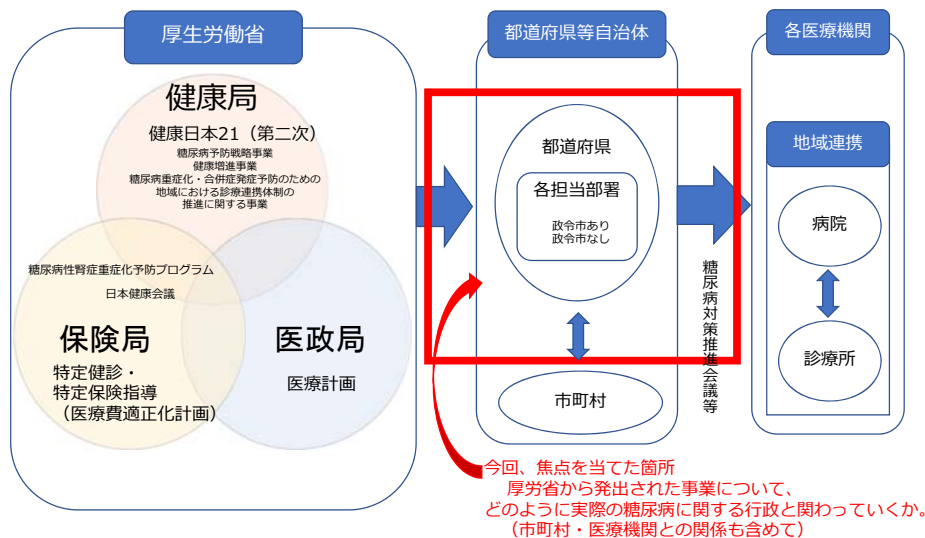 厚生労働省
健康局
健康日本21（第二次）
糖尿病予防戦略事業
健康増進事業
糖尿病重症化・合併症発症予防のための
地域における診療連携体制の
推進に関する事業
糖尿病性腎症重症化予防プログラム
日本健康会議
保険局
特定健診・
特定保険指導
（医療費適正化計画）
医政局
医療計画
都道府県等自治体
都道府県
各担当部署
政令市あり
政令市なし
市町村
糖尿病対策推進会議等
各医療機関
地域連携
病院
診療所
今回、焦点を当てた箇所
厚労省から発出された事業について、
どのように実際の糖尿病に関する行政と関わっていくか。
（市町村・医療機関との関係も含めて）